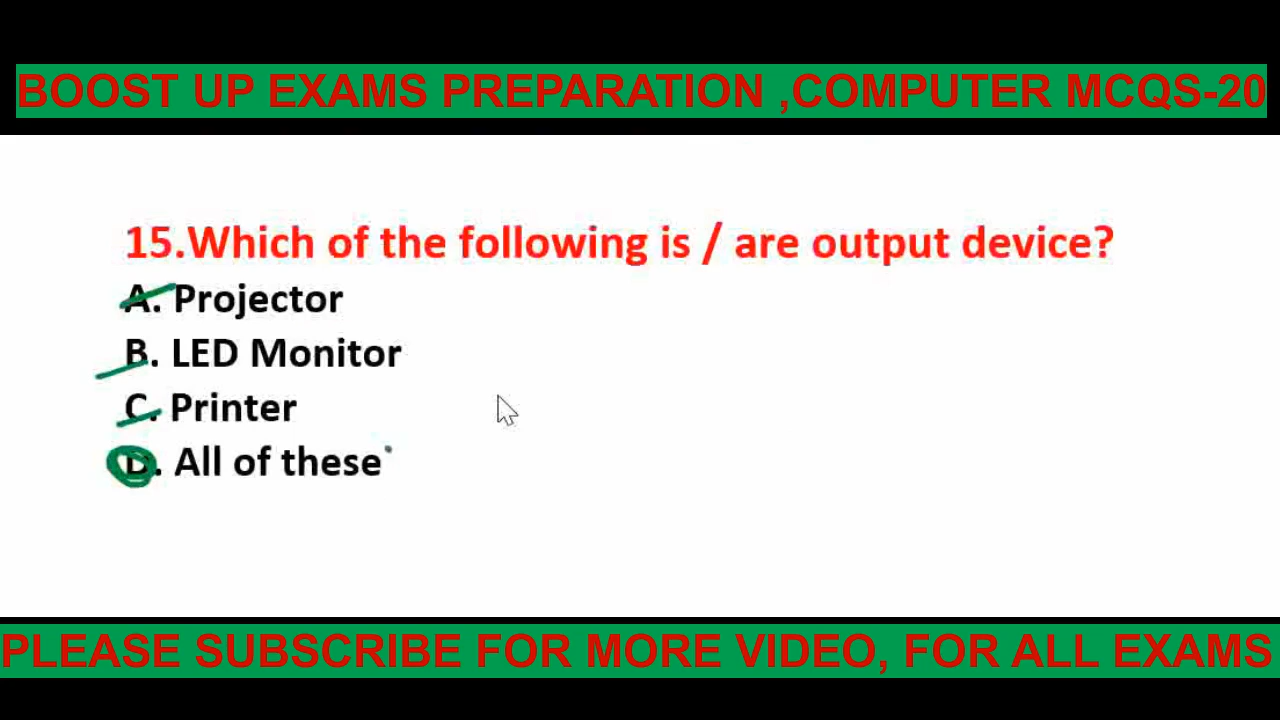 BOOST UP EXAMS PREPARATION ,COMPUTER MCQS-20
15.Which of the following is / are output device?
A. Projector
B. LED Monitor
C. Printer
D. All of these
PLEASE SUBSCRIBE FOR MORE VIDEO, FOR ALL EXAMS